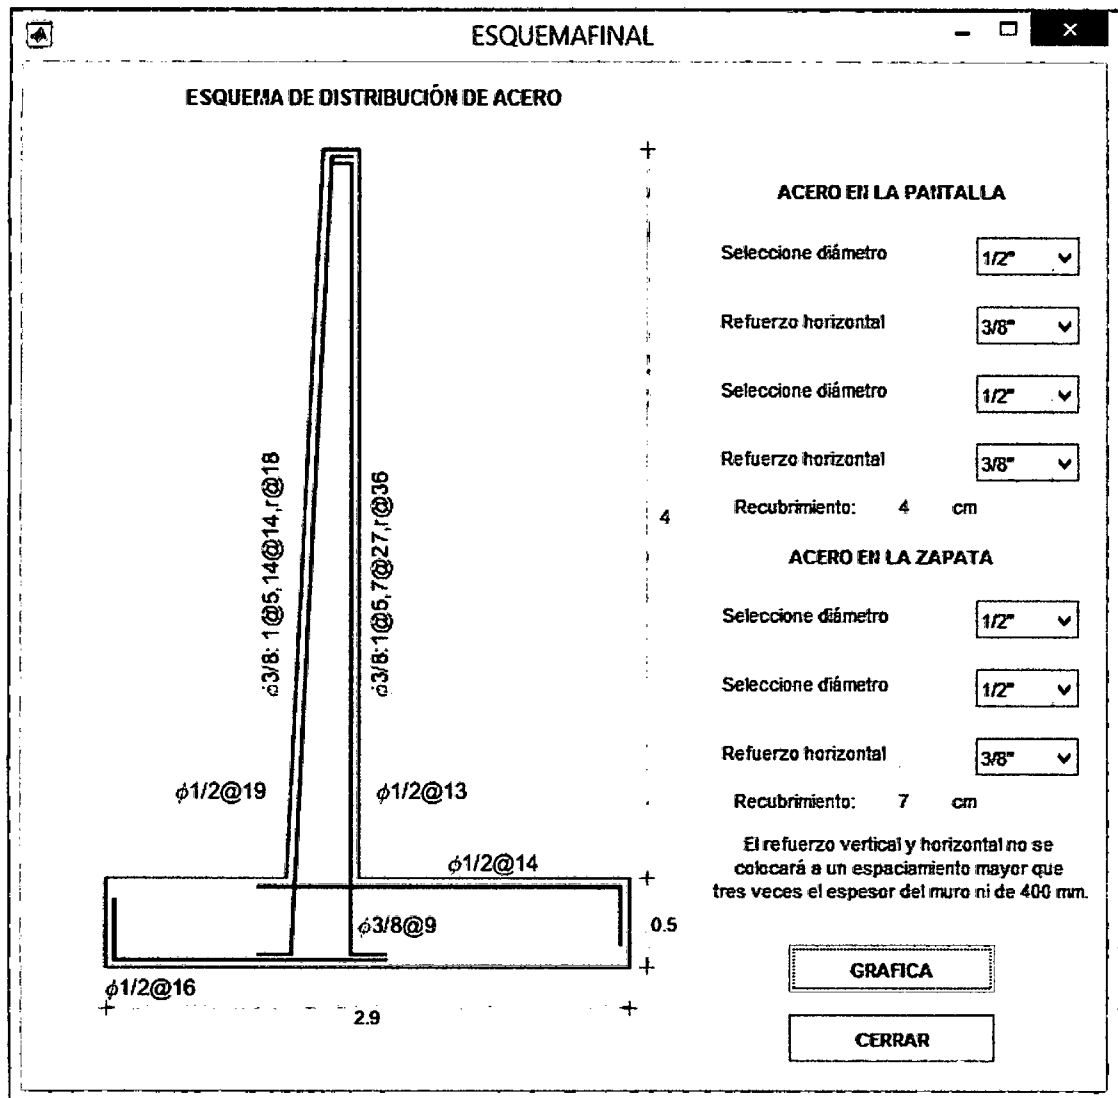 ESQUEMAFINAL
ESQUEMA DE DISTRIBUCIÓN DE ACERO
ϕ3/8: 1@5,14@14,r@18
ϕ3/8:1@5,7@27,r@36
ϕ1/2@19
ϕ1/2@13
ϕ1/2@14
ϕ3/8@9
ϕ1/2@16
4
0.5
2.9
ACERO EN LA PANTALLA
Seleccione diámetro 1/2"
Refuerzo horizontal 3/8"
Seleccione diámetro 1/2"
Refuerzo horizontal 3/8"
Recubrimiento: 4 cm
ACERO EN LA ZAPATA
Seleccione diámetro 1/2"
Seleccione diámetro 1/2"
Refuerzo horizontal 3/8"
Recubrimiento: 7 cm
El refuerzo vertical y horizontal no se
colocará a un espaciamiento mayor que
tres veces el espesor del muro ni de 400 mm.
GRAFICA
CERRAR